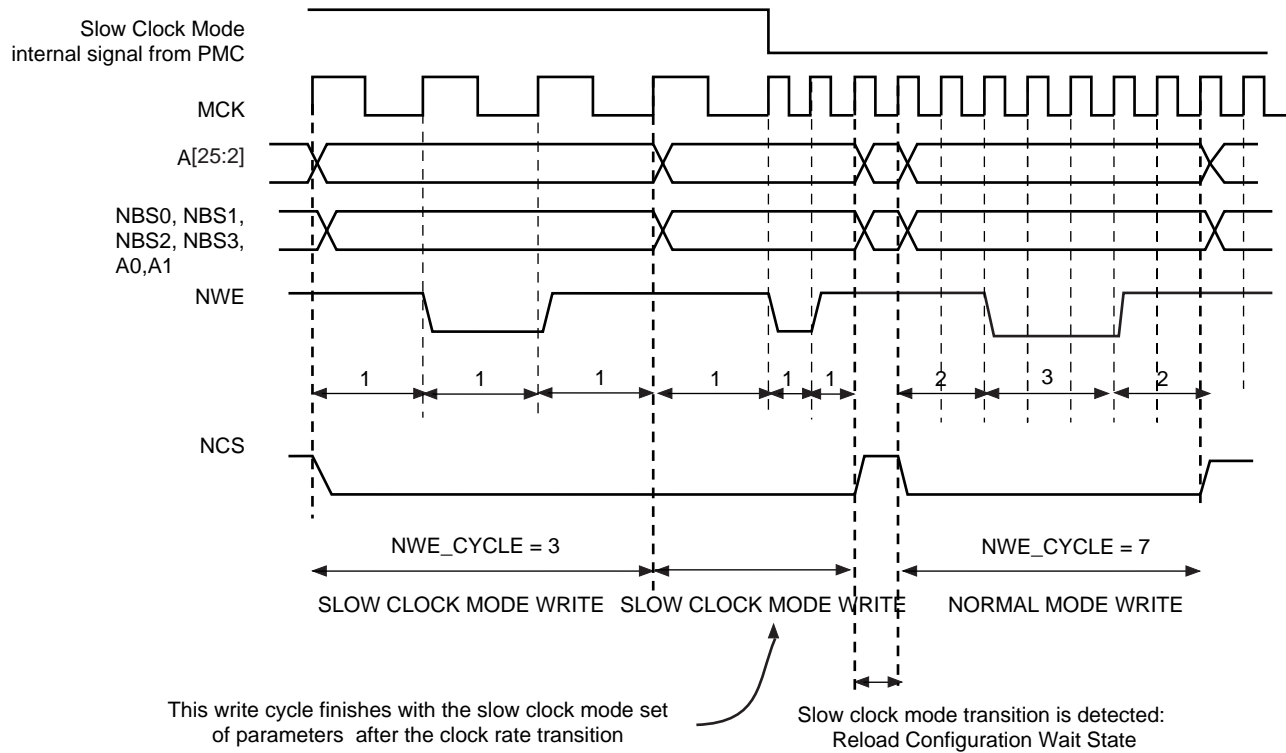 Slow Clock Mode
internal signal from PMC
MCK
A[25:2]
NBS0, NBS1,
NBS2, NBS3,
A0,A1
NWE
1 1 1 1 1 1 2 3 2
NCS
NWE_CYCLE = 3 NWE_CYCLE = 7
SLOW CLOCK MODE WRITE SLOW CLOCK MODE WRITE NORMAL MODE WRITE
This write cycle finishes with the slow clock mode set
of parameters after the clock rate transition
Slow clock mode transition is detected:
Reload Configuration Wait State